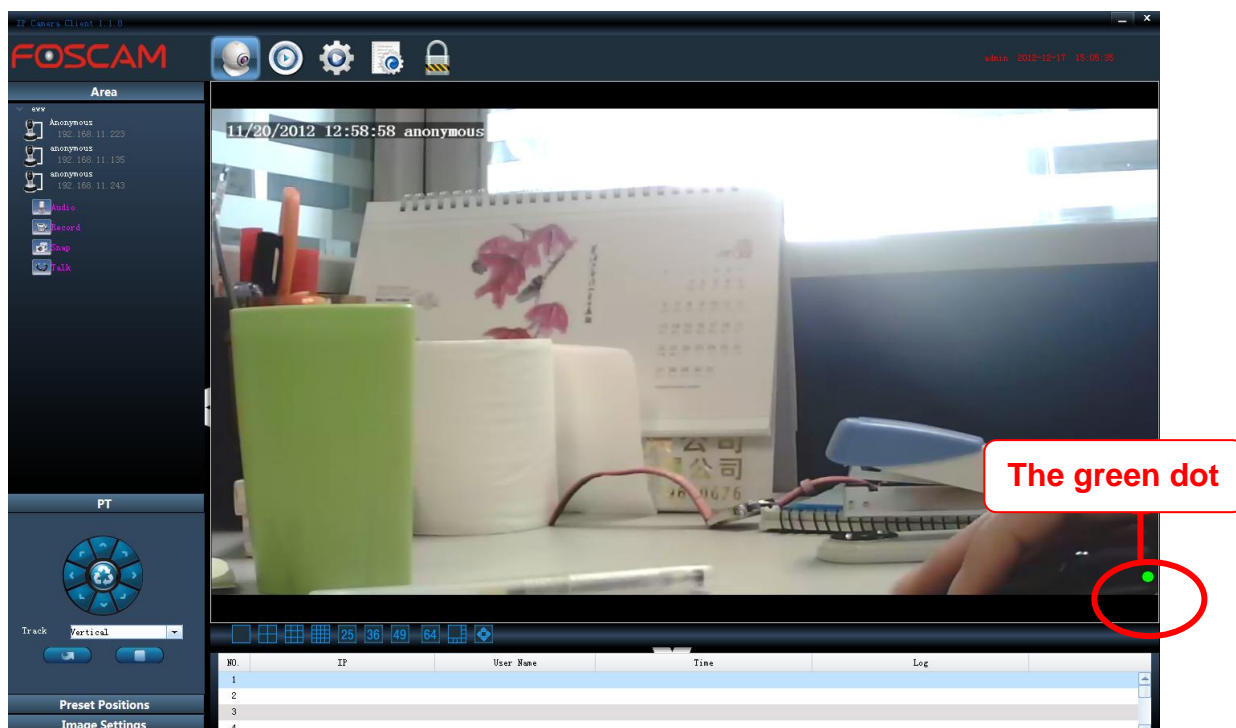 IP Camera Client 1.1.8
FOSCAM
admin 2012-12-17 15:05:35
Area
Anonymous
192.168.11.223
anonymous
192.168.11.135
anonymous
192.168.11.243
Audio
Record
Snap
Talk
11/20/2012 12:58:58 anonymous
公司
公司
The green dot
PT
Track Vertical
25 36 49 64
NO. IP User Name Time Log
1
2
3
4
Preset Positions
Image Settings